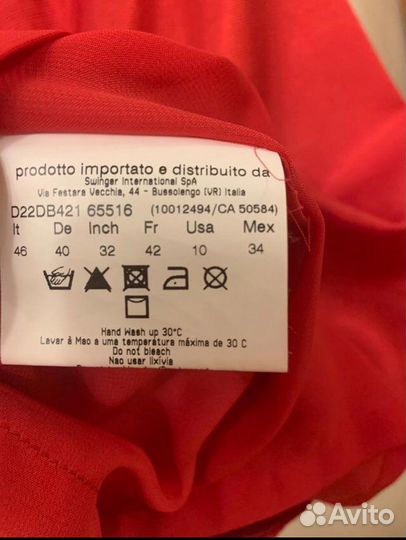 prodotto importato e distribuito da
Swinger International SpA
Via Festara Vecchia, 44 - Bussolengo (VR) Italia
D22DB421 65516 (10012494/CA 50584)
It De Inch Fr Usa Mex
46 40 32 42 10 34
Hand Wash up 30°C
Lavar à Mao a uma temperatura máxima de 30 C
Do not bleach
Nao usar lixivia
Avito